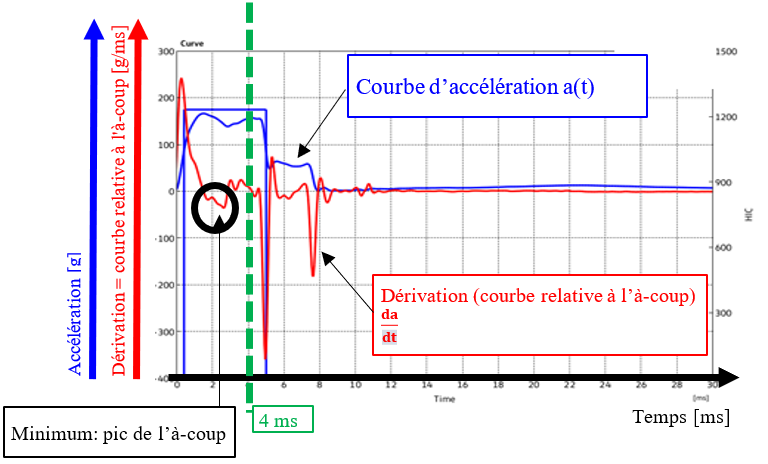 Accélération [g]
Dérivation = courbe relative à l'à-coup [g/ms]
Curve
300
200
100
0
-100
-200
-300
-40
1500
1200
900
600
300
HIC
0 2 6 8 10 12 14 16 18 20 22 24 26 28 30
Time
[ms]
Courbe d’accélération a(t)
Dérivation (courbe relative à l’à-coup)
da
dt
Minimum: pic de l’à-coup
4 ms
Temps [ms]